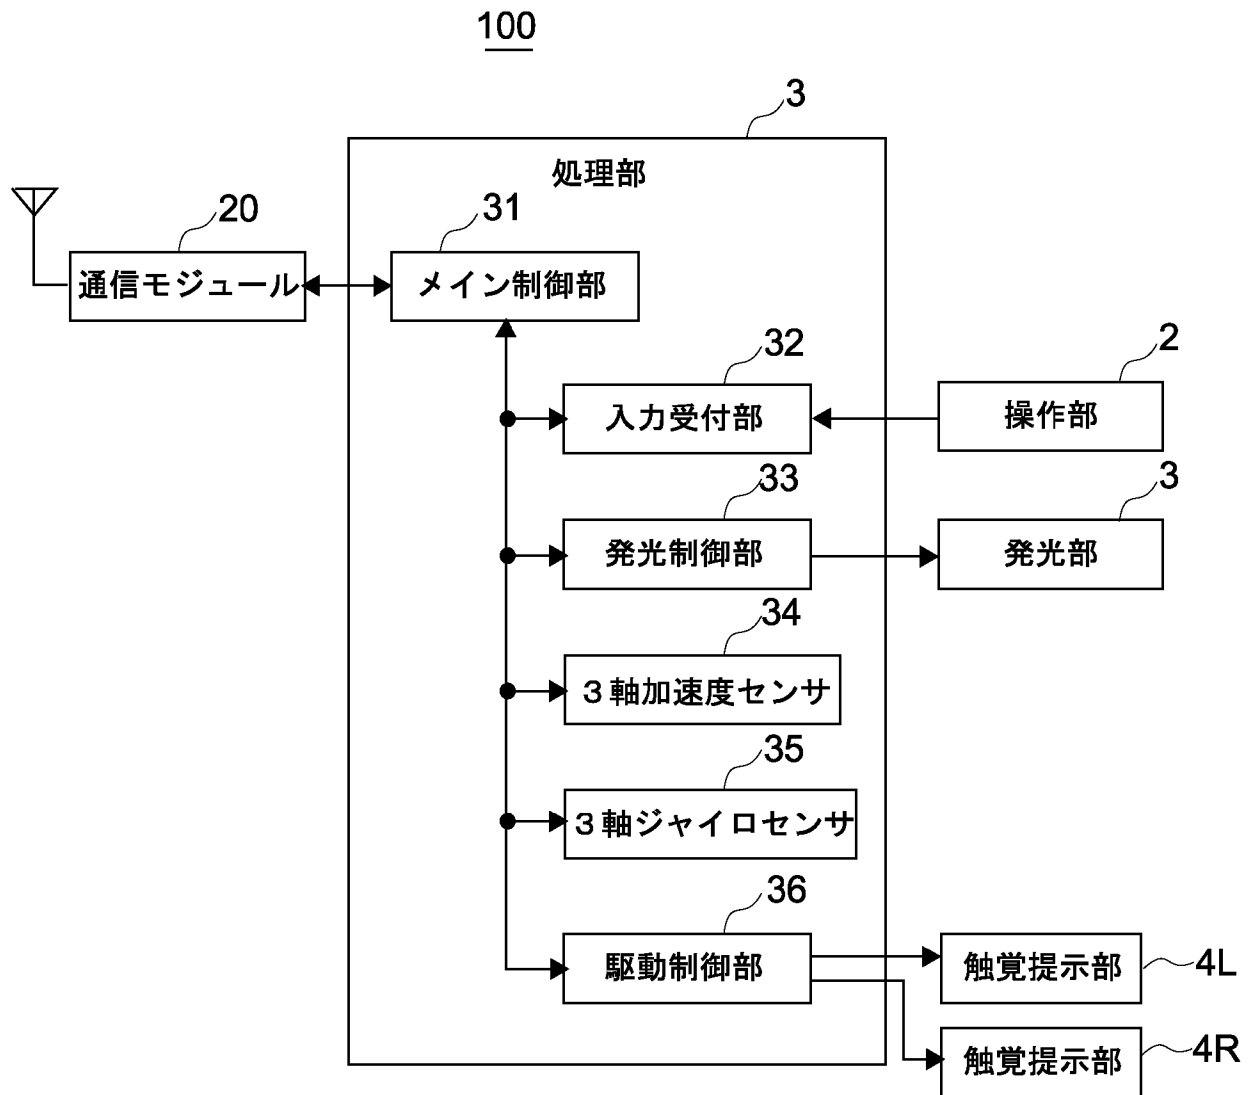 100
3
処理部
20
31
通信モジュール
メイン制御部
32
2
入力受付部
操作部
33
3
発光制御部
発光部
34
3軸加速度センサ
35
3軸ジャイロセンサ
36
駆動制御部
触覚提示部
4L
触覚提示部
4R